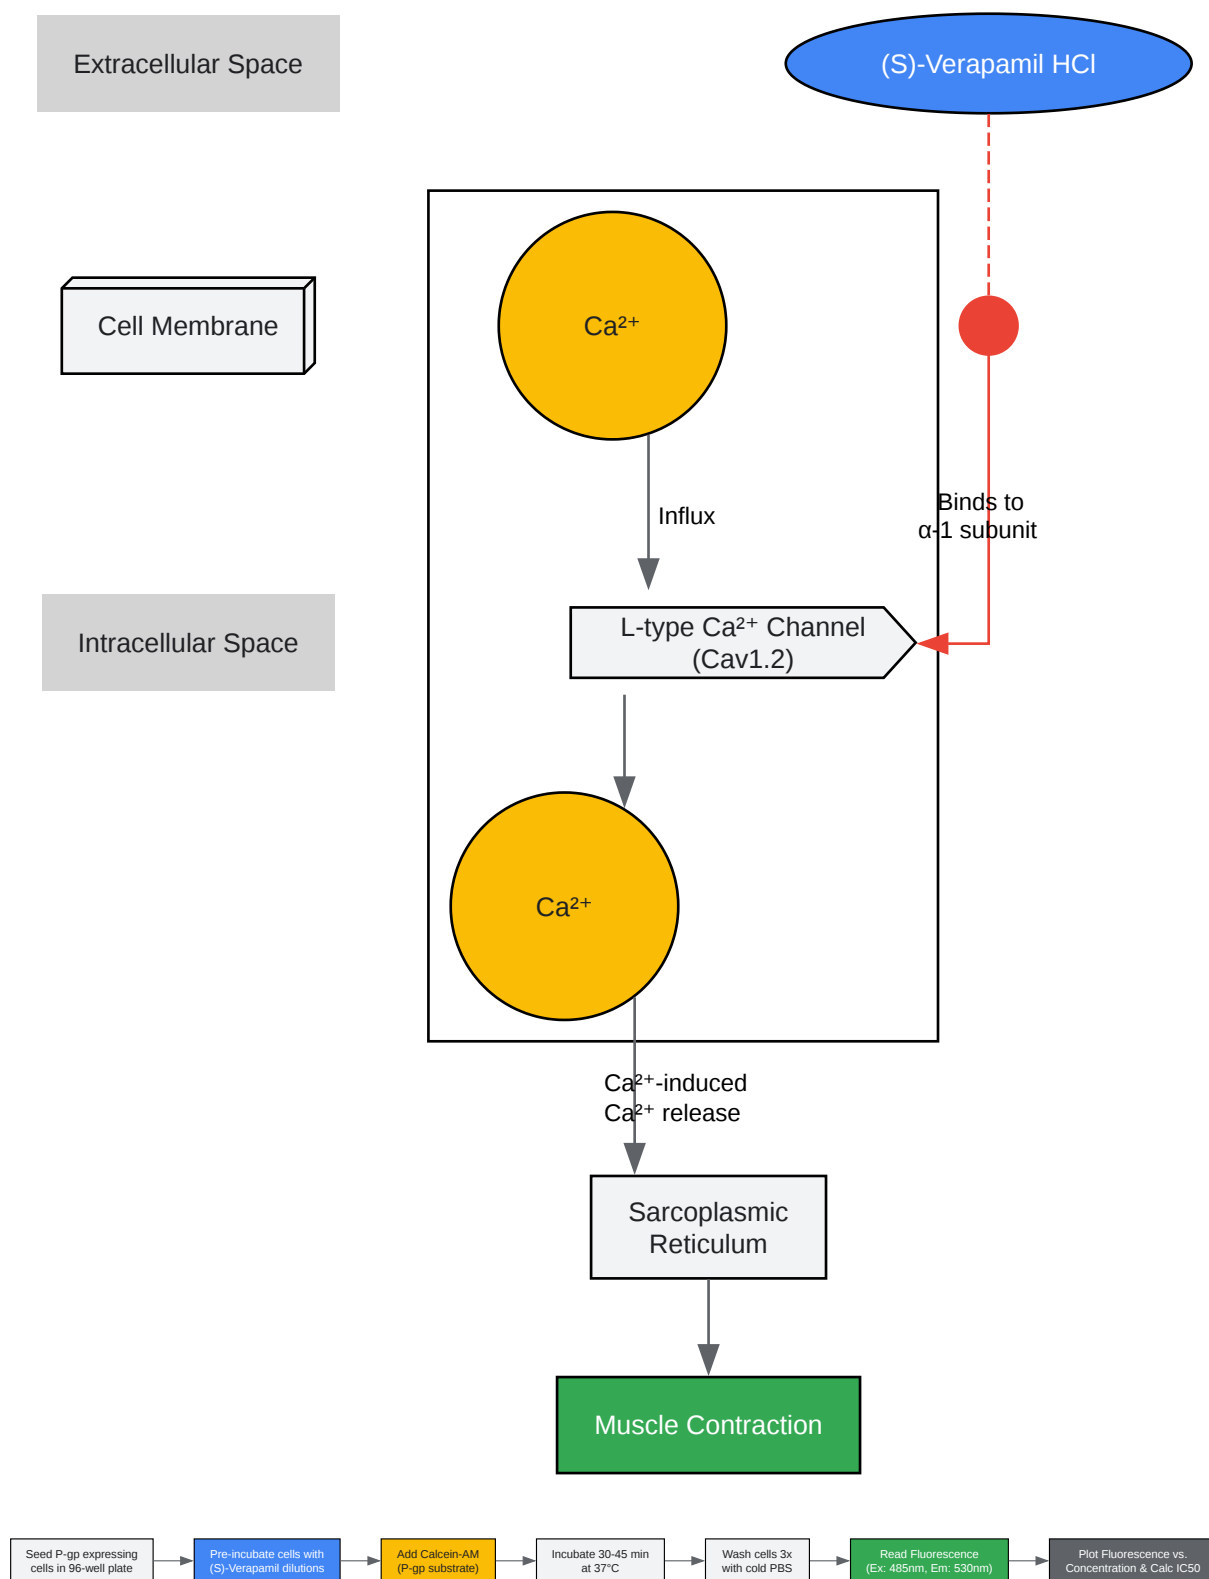 Extracellular Space
(S)-Verapamil HCl
Cell Membrane
Ca²⁺
Influx
Binds to
α-1 subunit
Intracellular Space
L-type Ca²⁺ Channel
(Cav1.2)
Ca²⁺
Ca²⁺-induced
Ca²⁺ release
Sarcoplasmic
Reticulum
Muscle Contraction
Seed P-gp expressing
cells in 96-well plate
Pre-incubate cells with
(S)-Verapamil dilutions
Add Calcein-AM
(P-gp substrate)
Incubate 30-45 min
at 37°C
Wash cells 3x
with cold PBS
Read Fluorescence
(Ex: 485nm, Em: 530nm)
Plot Fluorescence vs.
Concentration & Calc IC50